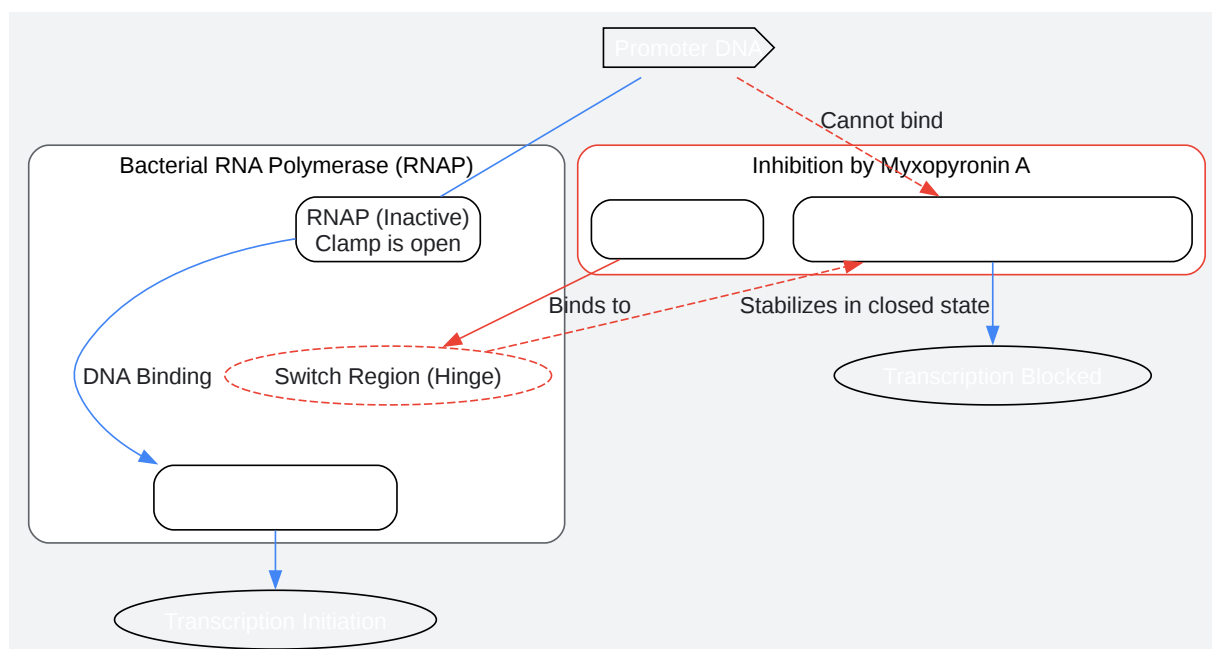 Promoter DNA
Cannot bind
Bacterial RNA Polymerase (RNAP)
Inhibition by Myxopyronin A
RNAP (Inactive)
Clamp is open
Binds to
Stabilizes in closed state
DNA Binding
Switch Region (Hinge)
Transcription Blocked
Transcription Initiation